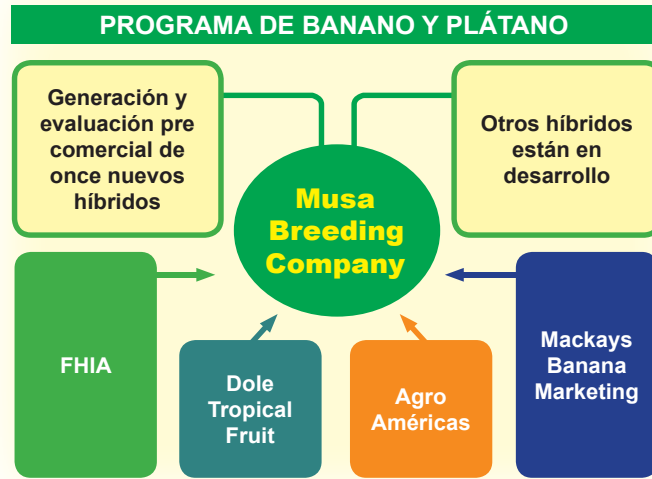 PROGRAMA DE BANANO Y PLÁTANO
Generación y
evaluación pre
comercial de
once nuevos
híbridos
Otros híbridos
están en
desarrollo
Musa
Breeding
Company
FHIA
Dole
Tropical
Fruit
Agro
Américas
Mackays
Banana
Marketing